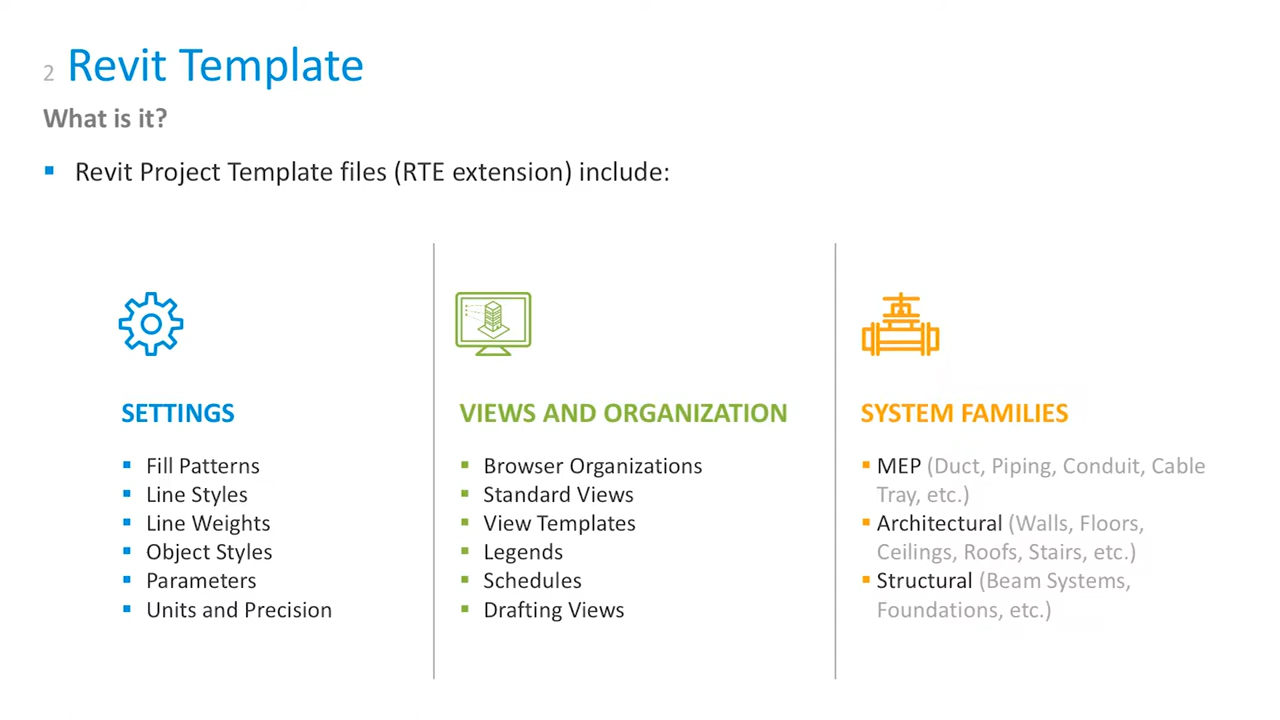 2 Revit Template
What is it?
Revit Project Template files (RTE extension) include:
SETTINGS
Fill Patterns
Line Styles
Line Weights
Object Styles
Parameters
Units and Precision
VIEWS AND ORGANIZATION
Browser Organizations
Standard Views
View Templates
Legends
Schedules
Drafting Views
SYSTEM FAMILIES
MEP (Duct, Piping, Conduit, Cable
Tray, etc.)
Architectural (Walls, Floors,
Ceilings, Roofs, Stairs, etc.)
Structural (Beam Systems,
Foundations, etc.)